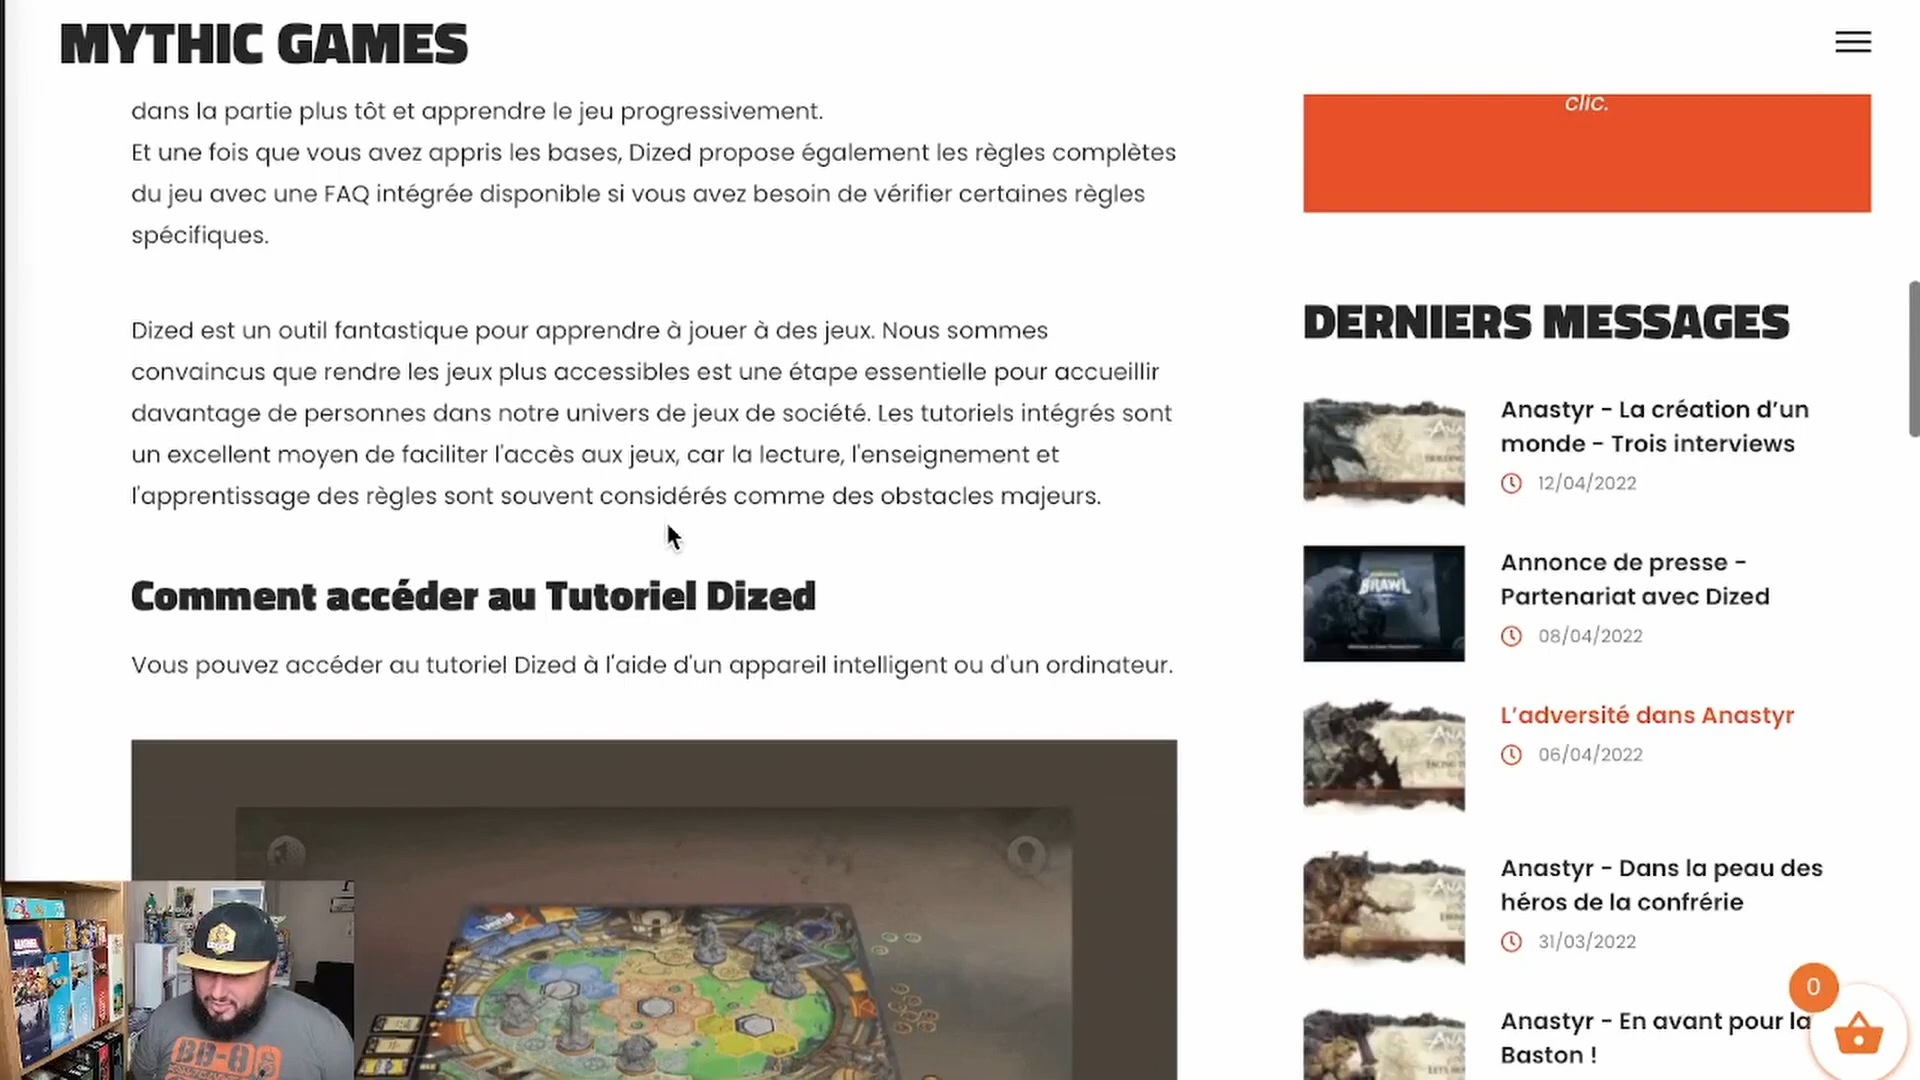 MYTHIC GAMES
dans la partie plus tôt et apprendre le jeu progressivement.
Et une fois que vous avez appris les bases, Dized propose également les règles complètes
du jeu avec une FAQ intégrée disponible si vous avez besoin de vérifier certaines règles
spécifiques.
Dized est un outil fantastique pour apprendre à jouer à des jeux. Nous sommes
convaincus que rendre les jeux plus accessibles est une étape essentielle pour accueillir
davantage de personnes dans notre univers de jeux de société. Les tutoriels intégrés sont
un excellent moyen de faciliter l'accès aux jeux, car la lecture, l'enseignement et
l'apprentissage des règles sont souvent considérés comme des obstacles majeurs.
Comment accéder au Tutoriel Dized
Vous pouvez accéder au tutoriel Dized à l'aide d'un appareil intelligent ou d'un ordinateur.
clic.
DERNIERS MESSAGES
Anastyr - La création d’un
monde - Trois interviews
12/04/2022
BRAWL
Annonce de presse -
Partenariat avec Dized
08/04/2022
L’adversité dans Anastyr
06/04/2022
Anastyr - Dans la peau des
héros de la confrérie
31/03/2022
Anastyr - En avant pour la
Baston !
0
MARVEL
BB-8